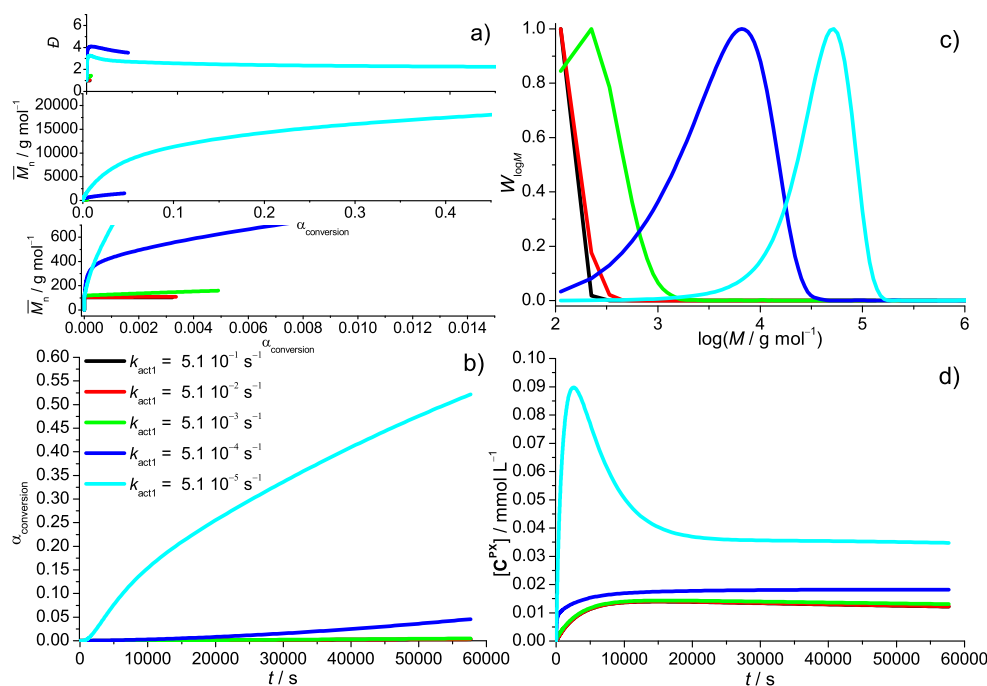 a)
Đ
7
6
4
2
0
M̅n / g mol⁻¹
20000
15000
10000
5000
0
0.0 0.1 0.2 0.3 0.4
αconversion
M̅n / g mol⁻¹
600
400
200
0
0.000 0.002 0.004 0.006 0.008 0.010 0.012 0.014
αconversion
c)
WlogM
1.0
0.8
0.6
0.4
0.2
0.0
2 3 4 5 6
log(M / g mol⁻¹)
b)
αconversion
0.60
0.55
0.50
0.45
0.40
0.35
0.30
0.25
0.20
0.15
0.10
0.05
0.00
kact1 = 5.1 10⁻¹ s⁻¹
kact1 = 5.1 10⁻² s⁻¹
kact1 = 5.1 10⁻³ s⁻¹
kact1 = 5.1 10⁻⁴ s⁻¹
kact1 = 5.1 10⁻⁵ s⁻¹
0 10000 20000 30000 40000 50000 60000
t / s
d)
[CPX] / mmol L⁻¹
0.10
0.09
0.08
0.07
0.06
0.05
0.04
0.03
0.02
0.01
0.00
0 10000 20000 30000 40000 50000 60000
t / s